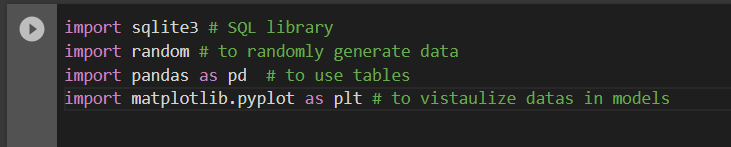 import sqlite3 # SQL library
import random # to randomly generate data
import pandas as pd  # to use tables
import matplotlib.pyplot as plt # to vistaulize datas in models